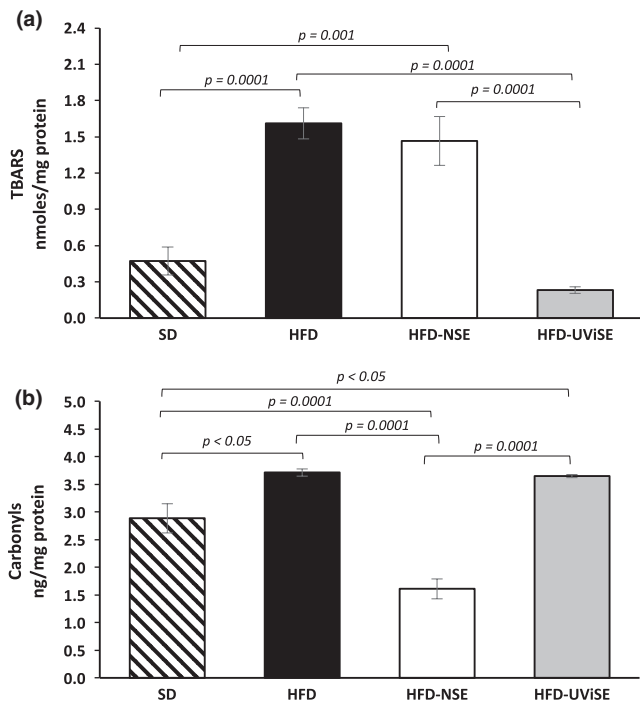 (a)
TBARS
nmoles/mg protein
2.4
2.1
1.8
1.5
1.2
0.9
0.6
0.3
0.0
p = 0.001
p = 0.0001
p = 0.0001
p = 0.0001
SD
HFD
HFD-NSE
HFD-UViSE
(b)
Carbonyls
ng/mg protein
5.0
4.5
4.0
3.5
3.0
2.5
2.0
1.5
1.0
0.5
0.0
p < 0.05
p = 0.0001
p < 0.05
p = 0.0001
p = 0.0001
SD
HFD
HFD-NSE
HFD-UViSE